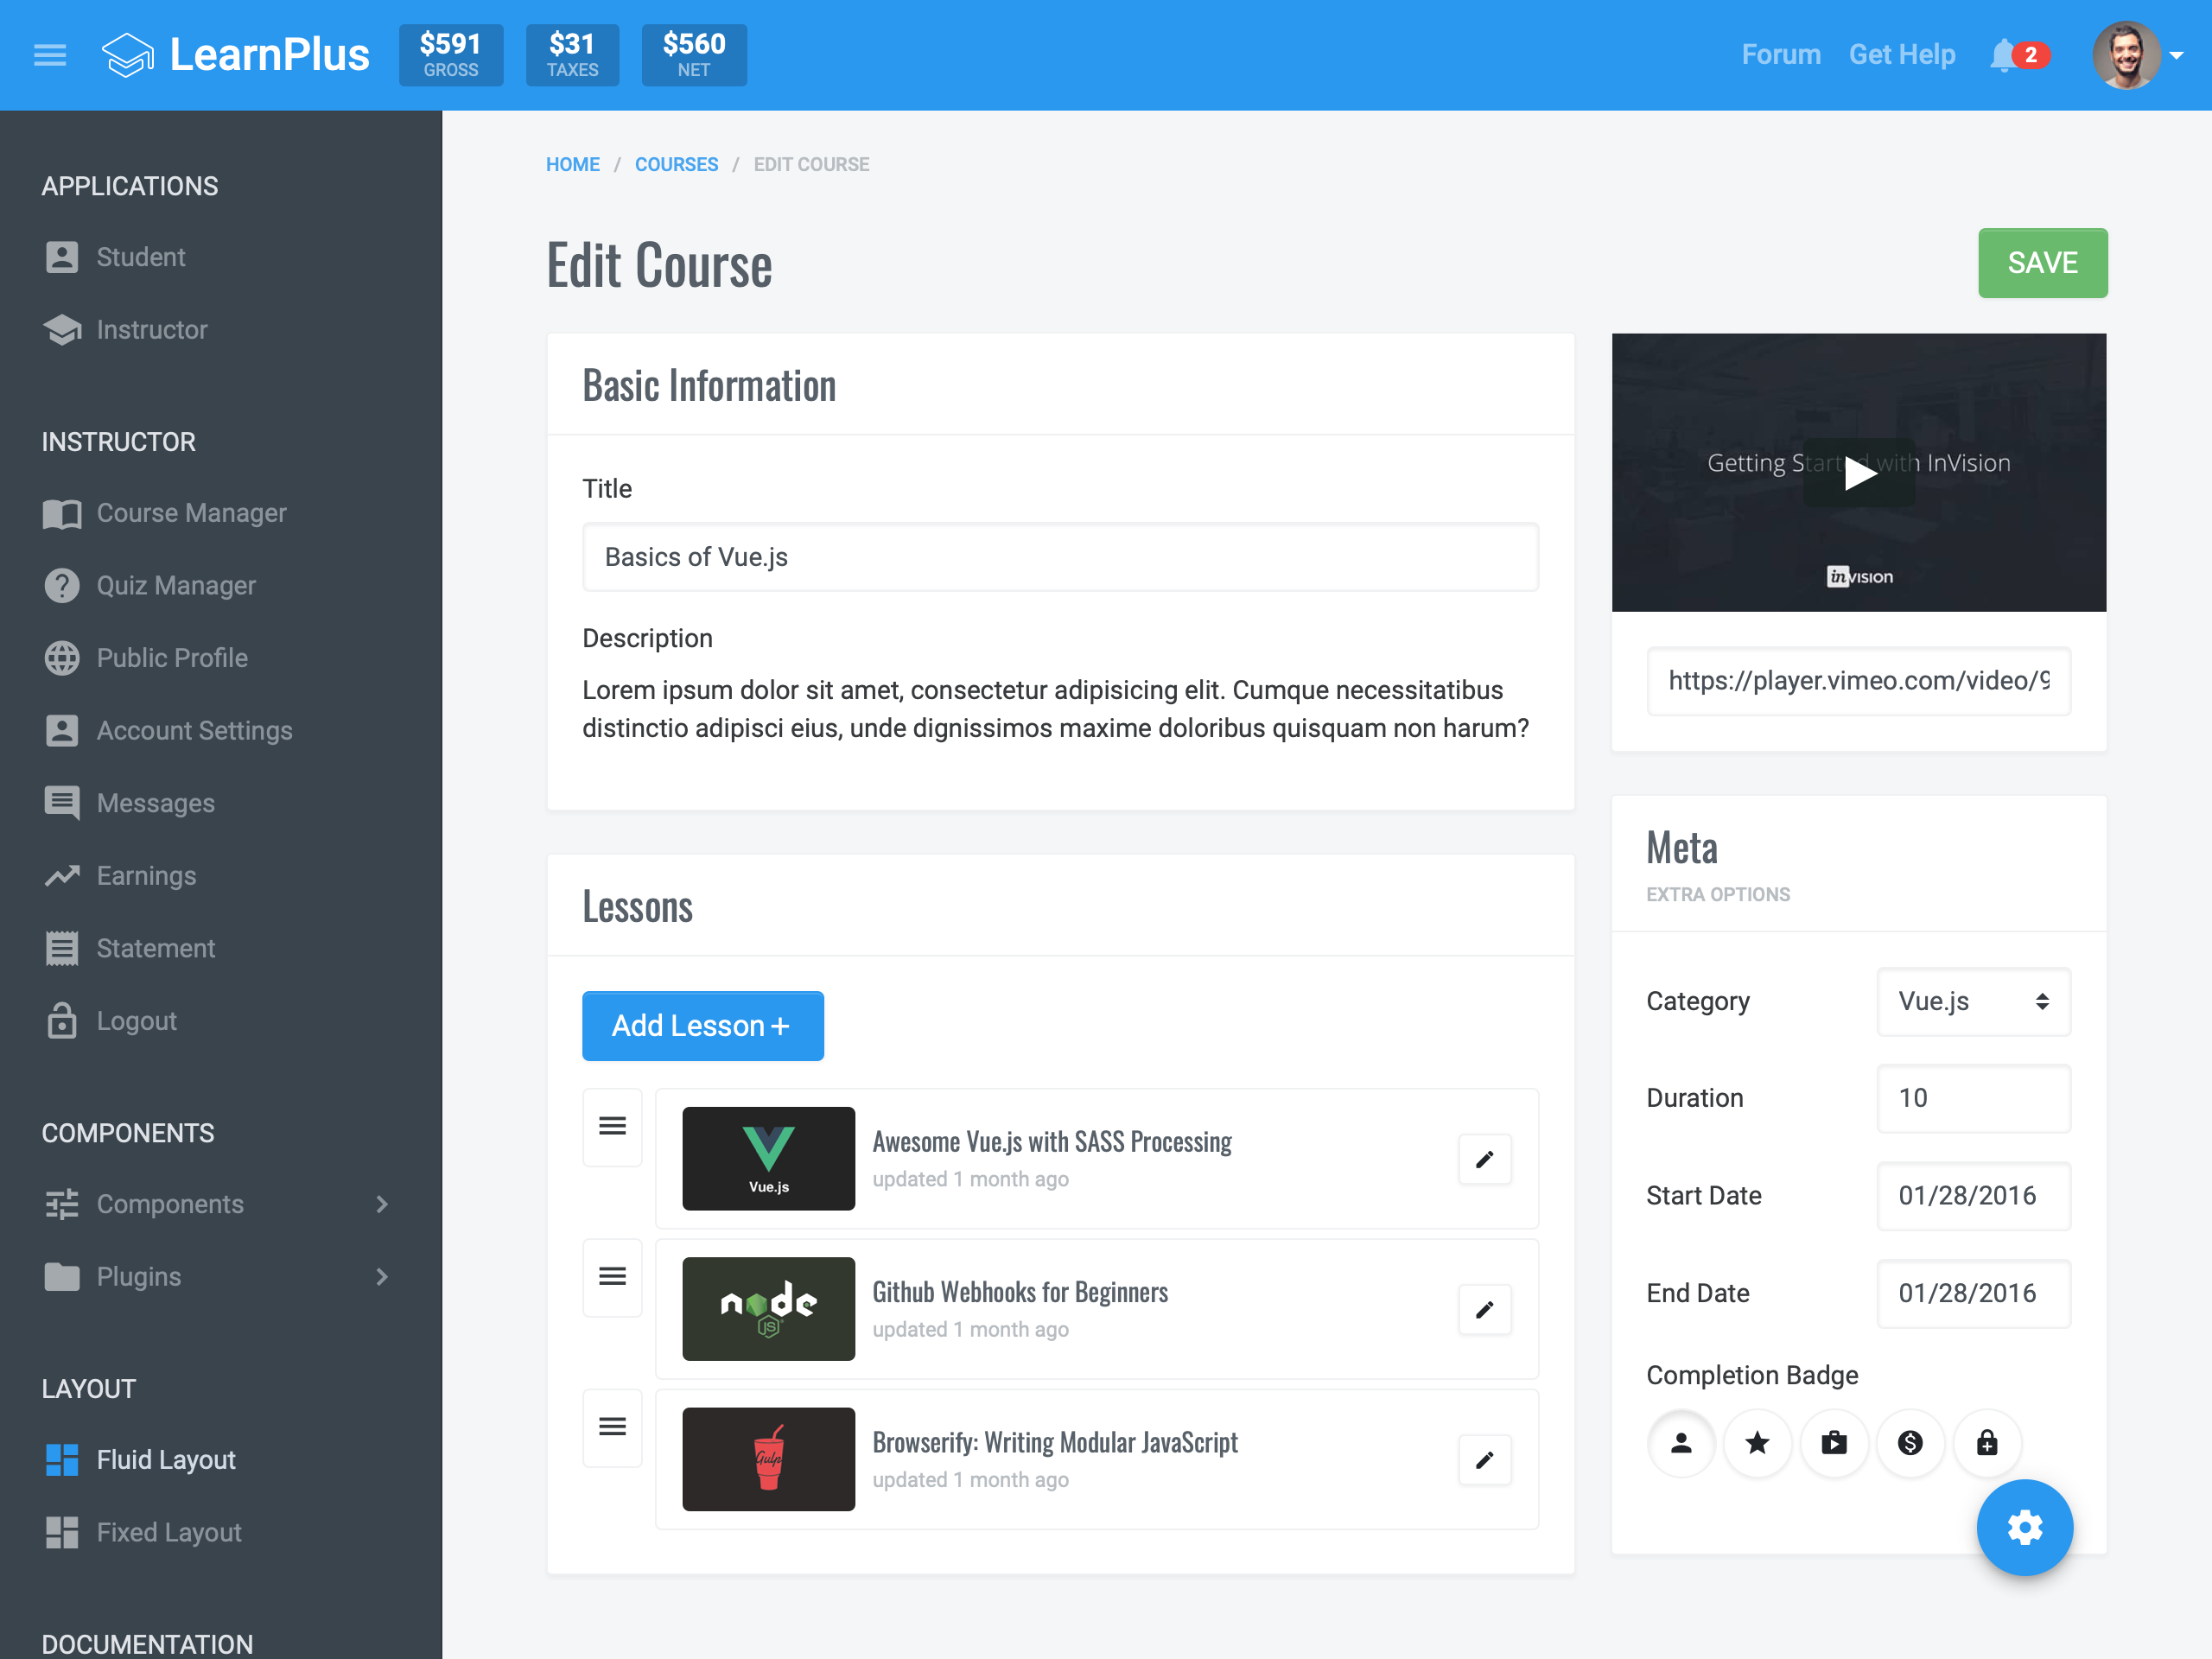 LearnPlus
$591
GROSS
$31
TAXES
$560
NET
Forum
Get Help
2
APPLICATIONS
Student
Instructor
INSTRUCTOR
Course Manager
Quiz Manager
Public Profile
Account Settings
Messages
Earnings
Statement
Logout
COMPONENTS
Components
Plugins
LAYOUT
Fluid Layout
Fixed Layout
DOCUMENTATION
HOME / COURSES / EDIT COURSE
Edit Course
SAVE
Basic Information
Title
Basics of Vue.js
Description
Lorem ipsum dolor sit amet, consectetur adipisicing elit. Cumque necessitatibus
distinctio adipisci eius, unde dignissimos maxime doloribus quisquam non harum?
Lessons
Add Lesson +
Vue.js
Awesome Vue.js with SASS Processing
updated 1 month ago
node
JS
Github Webhooks for Beginners
updated 1 month ago
Gulp
Browserify: Writing Modular JavaScript
updated 1 month ago
Getting Started with InVision
invision
https://player.vimeo.com/video/9
Meta
EXTRA OPTIONS
Category
Vue.js
Duration
10
Start Date
01/28/2016
End Date
01/28/2016
Completion Badge